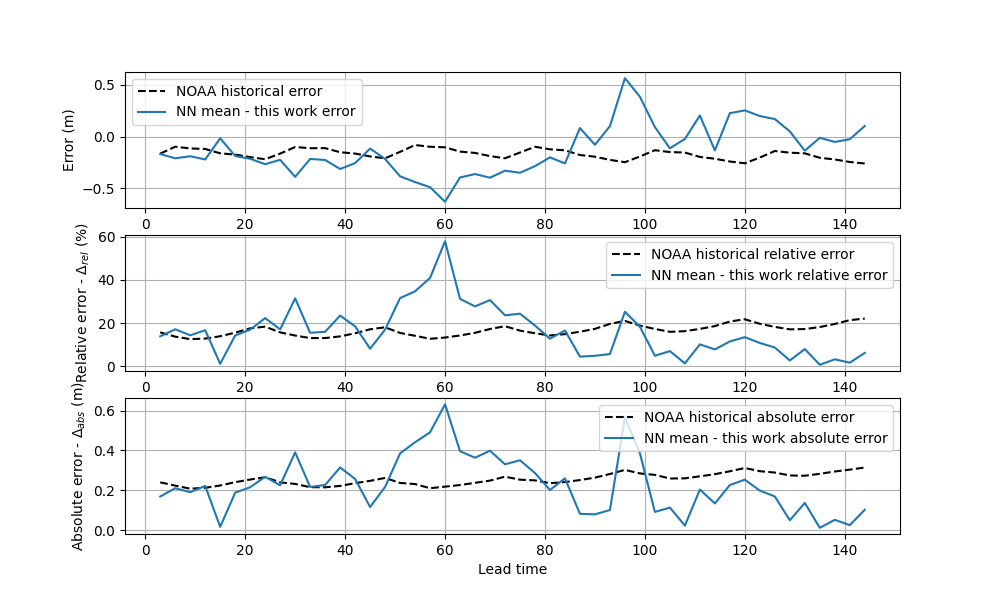 Error (m)
0.5
0.0
−0.5
NOAA historical error
NN mean - this work error
0 20 40 60 80 100 120 140
Relative error - Δrel (%)
60
40
20
0
NOAA historical relative error
NN mean - this work relative error
0 20 40 60 80 100 120 140
Absolute error - Δabs (m)
0.6
0.4
0.2
0.0
NOAA historical absolute error
NN mean - this work absolute error
0 20 40 60 80 100 120 140
Lead time